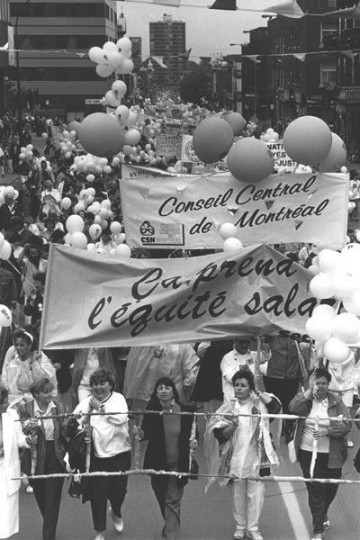 Conseil Central
de Montréal
CSN
Ça prend
l'équité sala